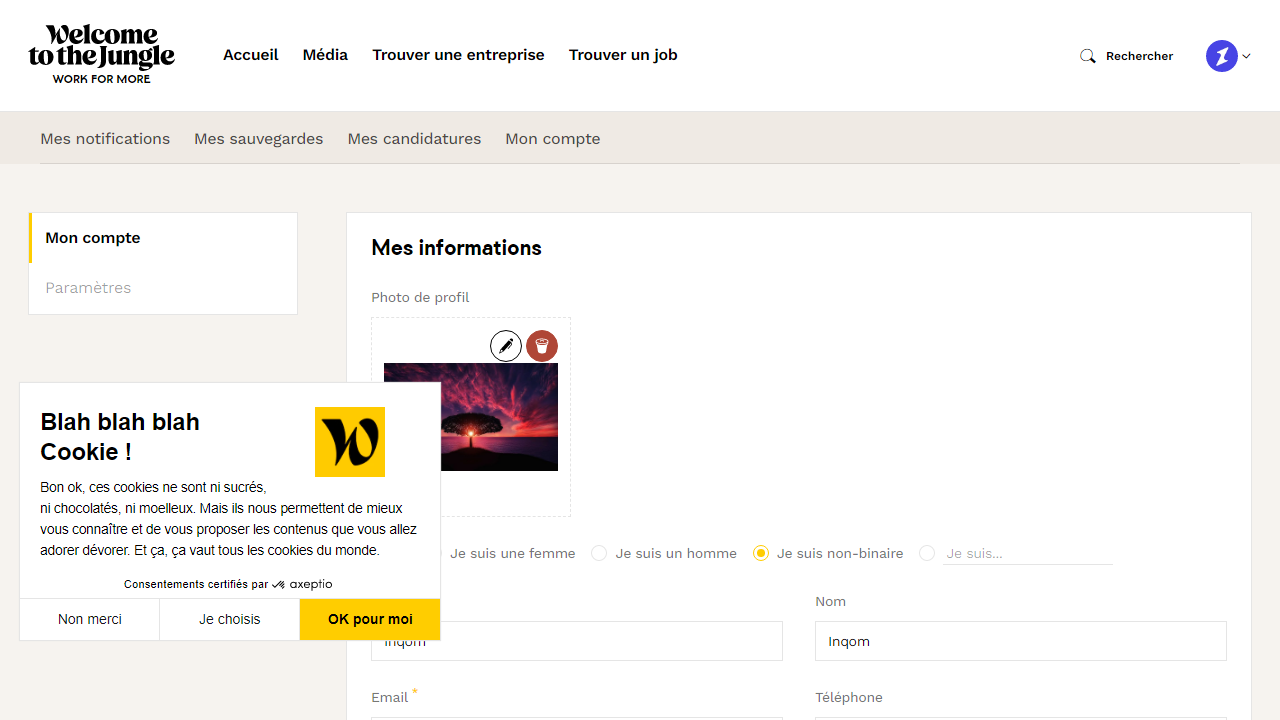 Welcome
to the Jungle
WORK FOR MORE
Accueil Média Trouver une entreprise Trouver un job
Rechercher
Mes notifications Mes sauvegardes Mes candidatures Mon compte
Mon compte
Paramètres
Mes informations
Photo de profil
Blah blah blah
Cookie !
Bon ok, ces cookies ne sont ni sucrés,
ni chocolatés, ni moelleux. Mais ils nous permettent de mieux
vous connaître et de vous proposer les contenus que vous allez
adorer dévorer. Et ça, ça vaut tous les cookies du monde.
Consentements certifiés par axeptio
Non merci Je choisis OK pour moi
Je suis une femme Je suis un homme Je suis non-binaire Je suis...
Nom
Inqom Inqom
Email * Téléphone